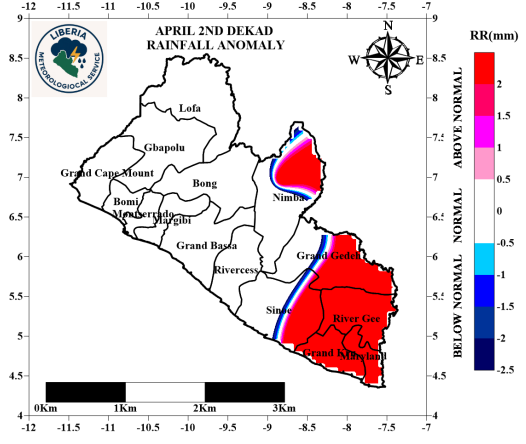 APRIL 2ND DEKAD
RAINFALL ANOMALY
LIBERIA
METEOROLOGIOCAL SERVICE
N
W E
S
RR(mm)
ABOVE NORMAL
NORMAL
BELOW NORMAL
2
1
0.5
0
-0.5
-1
-1.5
-2.5
Lofa
Gbapolu
Grand Cape Mount
Bong
Bomi
Montserrado
Margibi
Nimba
Grand Bassa
Rivercess
Grand Gedeh
Sinoe
River Gee
Grand Kru
Maryland
9
8.5
8
7.5
7
6.5
6
5.5
5
4.5
4
0Km 1Km 2Km 3Km
-12 -11.5 -11 -10.5 -10 -9.5 -9 -8.5 -8 -7.5 -7